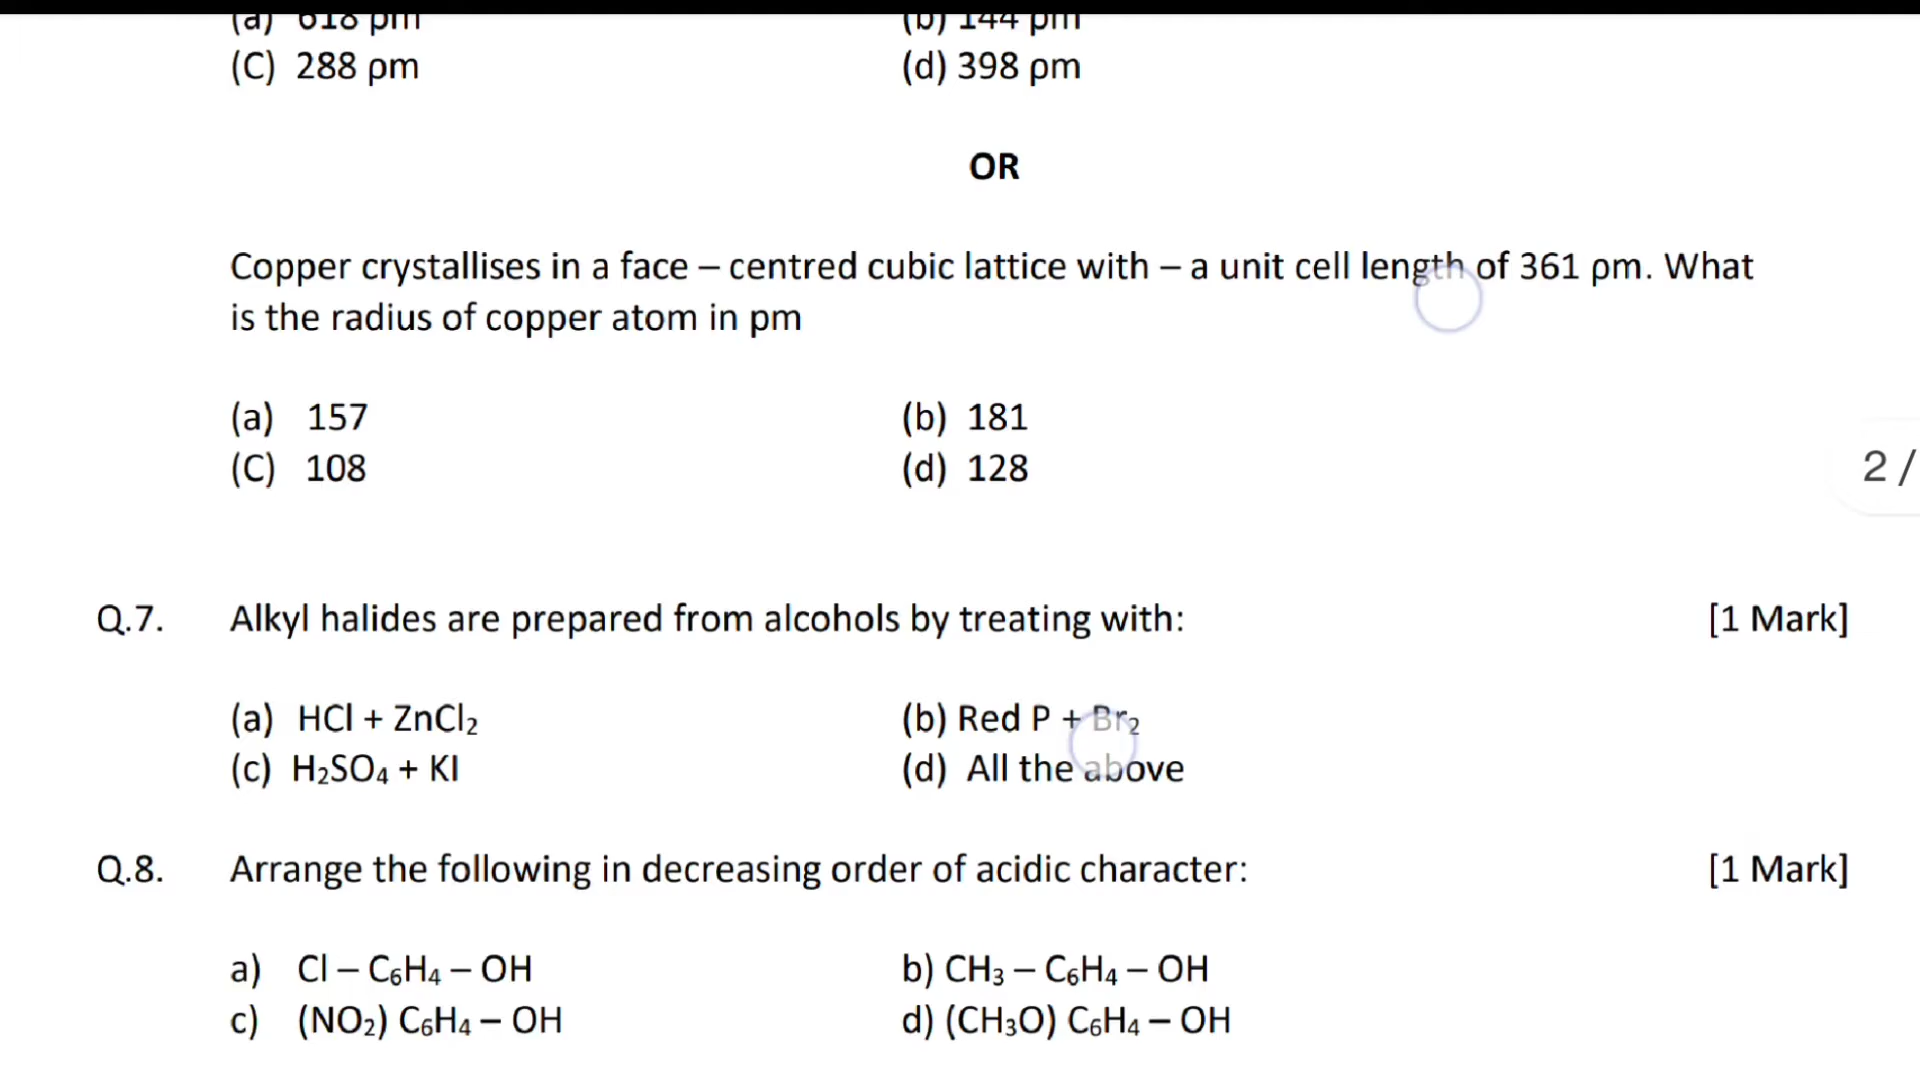 (a) 618 pm (b) 144 pm
(C) 288 pm (d) 398 pm
OR
Copper crystallises in a face – centred cubic lattice with – a unit cell length of 361 pm. What
is the radius of copper atom in pm
(a) 157 (b) 181
(C) 108 (d) 128
2 /
Q.7. Alkyl halides are prepared from alcohols by treating with: [1 Mark]
(a) HCl + ZnCl₂ (b) Red P + Br₂
(c) H₂SO₄ + KI (d) All the above
Q.8. Arrange the following in decreasing order of acidic character: [1 Mark]
a) Cl – C₆H₄ – OH b) CH₃ – C₆H₄ – OH
c) (NO₂) C₆H₄ – OH d) (CH₃O) C₆H₄ – OH